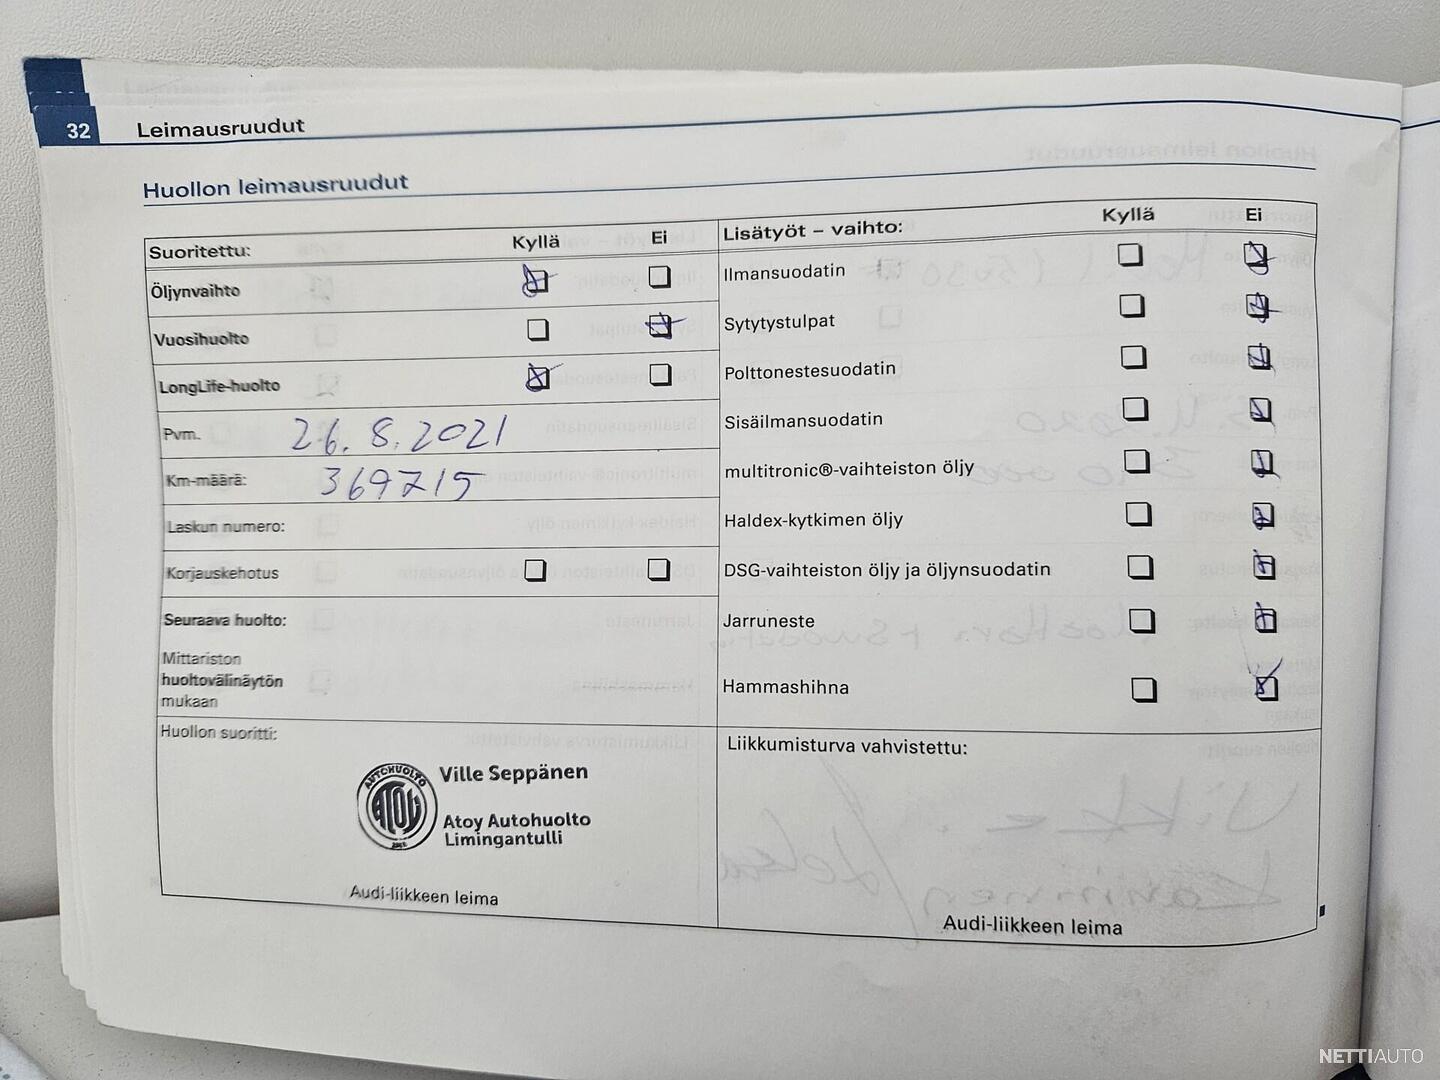 32 Leimausruudut
Huollon leimausruudut
Suoritettu: Kyllä Ei
Öljynvaihto
Vuosihuolto
LongLife-huolto
Pvm. 26.8.2021
Km-määrä: 369715
Laskun numero:
Korjauskehotus
Seuraava huolto:
Mittariston
huoltovälinäytön
mukaan
Huollon suoritti:
AUTOHUOLTO
ATOY
Ville Seppänen
Atoy Autohuolto
Limingantulli
Audi-liikkeen leima
Lisätyöt – vaihto: Kyllä Ei
Ilmansuodatin
Sytytystulpat
Polttonestesuodatin
Sisäilmansuodatin
multitronic®-vaihteiston öljy
Haldex-kytkimen öljy
DSG-vaihteiston öljy ja öljynsuodatin
Jarruneste
Hammashihna
Liikkumisturva vahvistettu:
Audi-liikkeen leima
NETTIAUTO